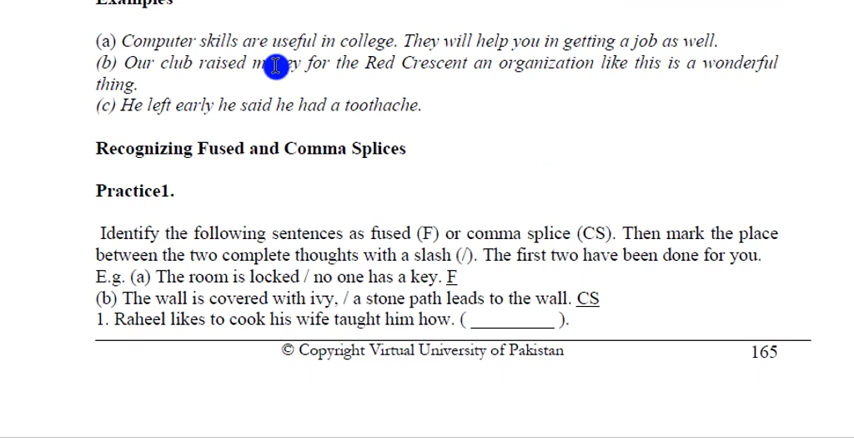 Examples
(a) Computer skills are useful in college. They will help you in getting a job as well.
(b) Our club raised for the Red Crescent an organization like this is a wonderful
thing.
(c) He left early he said he had a toothache.
Recognizing Fused and Comma Splices
Practice1.
Identify the following sentences as fused (F) or comma splice (CS). Then mark the place
between the two complete thoughts with a slash (/). The first two have been done for you.
E.g. (a) The room is locked / no one has a key. F
(b) The wall is covered with ivy, / a stone path leads to the wall. CS
1. Raheel likes to cook his wife taught him how. ( __________ ).
© Copyright Virtual University of Pakistan 165